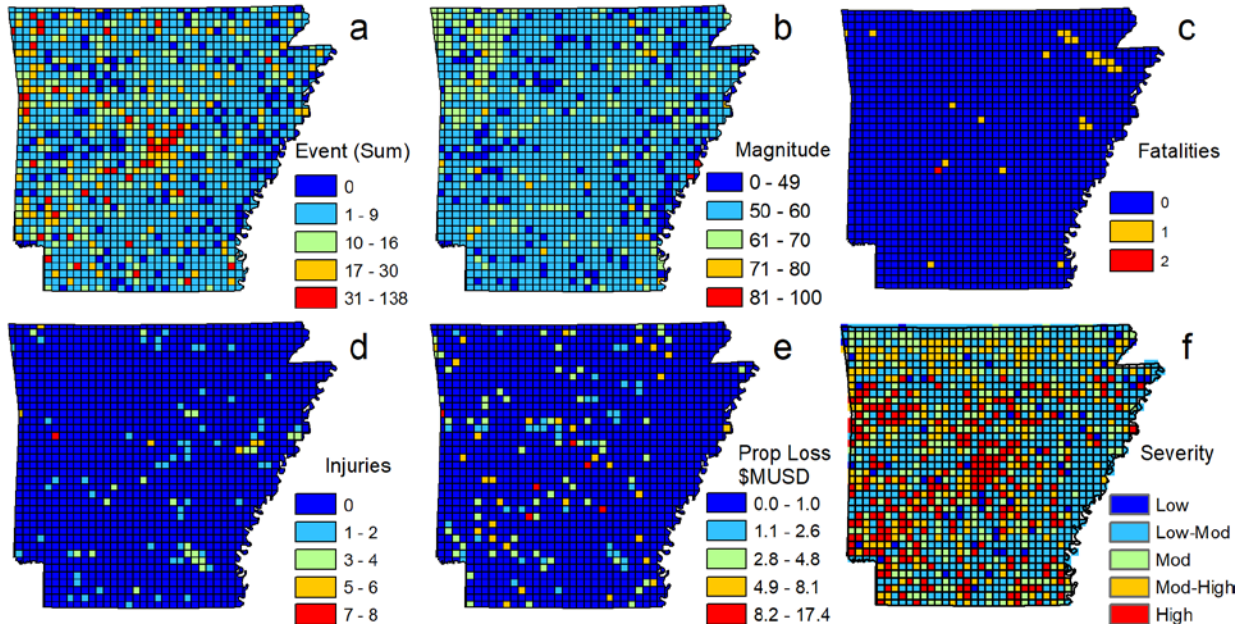 a
Event (Sum)
0
1 - 9
10 - 16
17 - 30
31 - 138
b
Magnitude
0 - 49
50 - 60
61 - 70
71 - 80
81 - 100
c
Fatalities
0
1
2
d
Injuries
0
1 - 2
3 - 4
5 - 6
7 - 8
e
Prop Loss
$MUSD
0.0 - 1.0
1.1 - 2.6
2.8 - 4.8
4.9 - 8.1
8.2 - 17.4
f
Severity
Low
Low-Mod
Mod
Mod-High
High